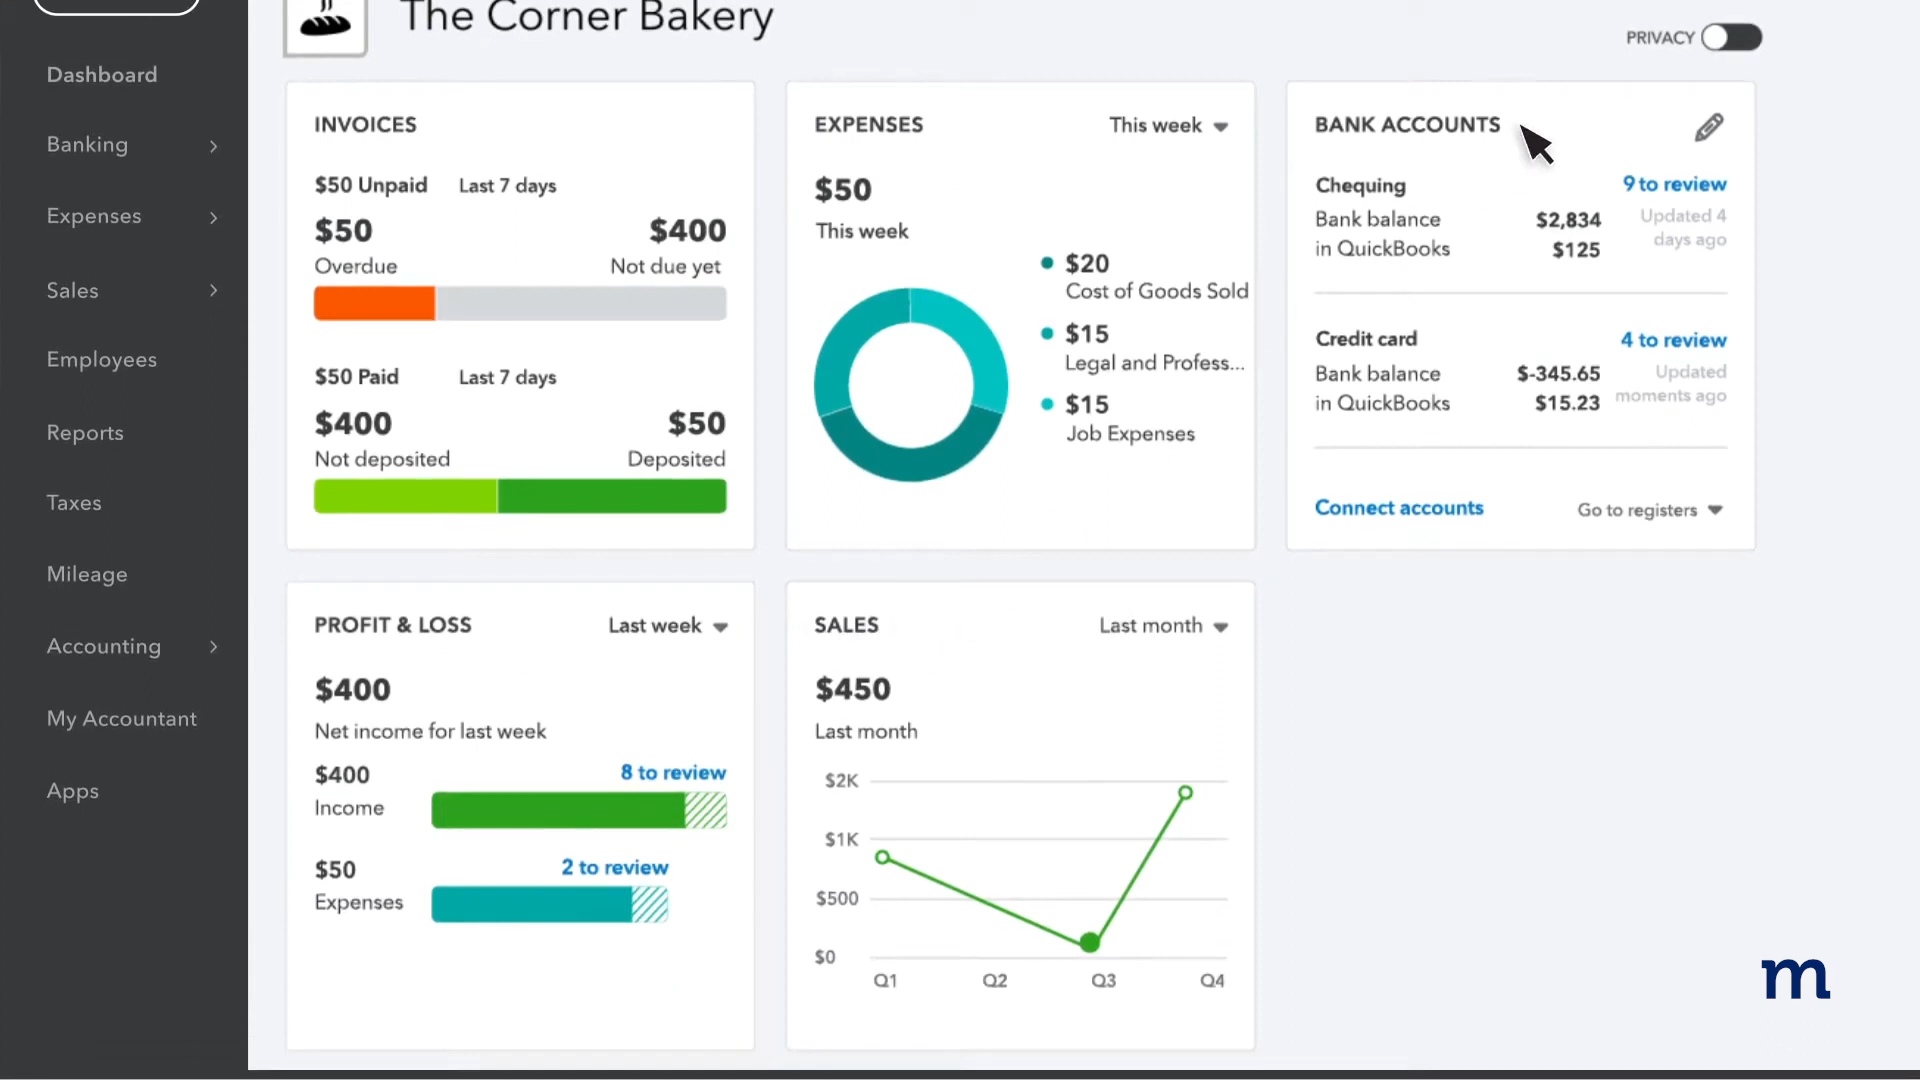 The Corner Bakery
PRIVACY
Dashboard
Banking
Expenses
Sales
Employees
Reports
Taxes
Mileage
Accounting
My Accountant
Apps
INVOICES
$50 Unpaid Last 7 days
$50 $400
Overdue Not due yet
$50 Paid Last 7 days
$400 $50
Not deposited Deposited
EXPENSES This week
$50
This week
$20
Cost of Goods Sold
$15
Legal and Profess...
$15
Job Expenses
BANK ACCOUNTS
Chequing 9 to review
Bank balance $2,834 Updated 4
in QuickBooks $125 days ago
Credit card 4 to review
Bank balance $-345.65 Updated
in QuickBooks $15.23 moments ago
Connect accounts Go to registers
PROFIT & LOSS Last week
$400
Net income for last week
$400 8 to review
Income
$50 2 to review
Expenses
SALES Last month
$450
Last month
$2K
$1K
$500
$0
Q1 Q2 Q3 Q4
m